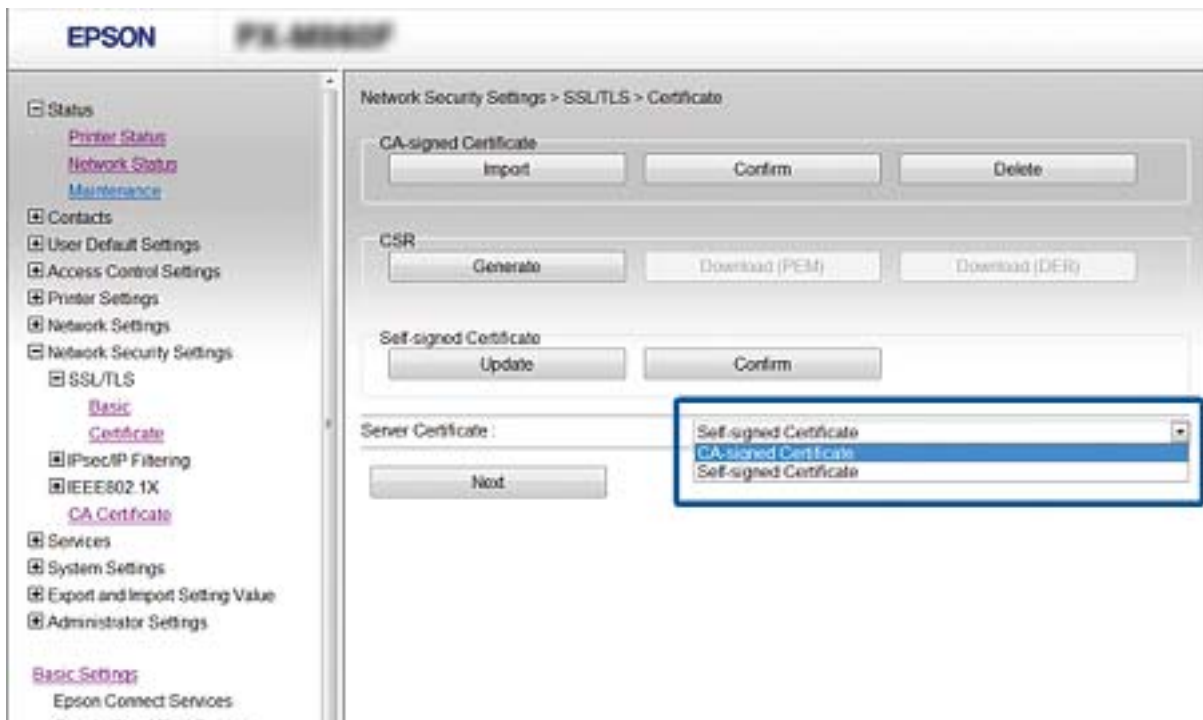 EPSON
Status
Printer Status
Network Status
Maintenance
Contacts
User Default Settings
Access Control Settings
Printer Settings
Network Settings
Network Security Settings
SSL/TLS
Basic
Certificate
IPsec/IP Filtering
IEEE802.1X
CA Certificate
Services
System Settings
Export and Import Setting Value
Administrator Settings
Basic Settings
Epson Connect Services
Network Security Settings > SSL/TLS > Certificate
CA-signed Certificate
Import Confirm Delete
CSR
Generate Download (PEM) Download (DER)
Self-signed Certificate
Update Confirm
Server Certificate : Self-signed Certificate
CA-signed Certificate
Self-signed Certificate
Next